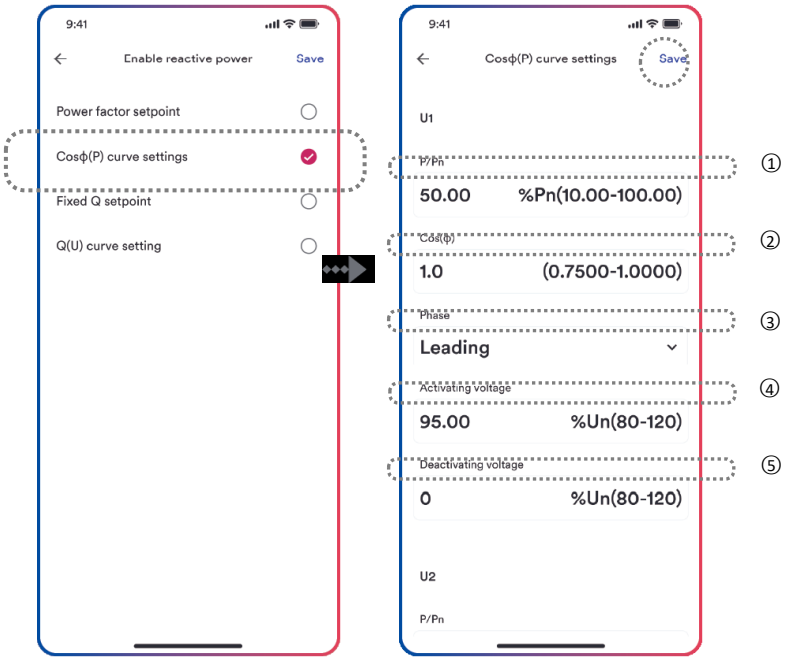 9:41
Enable reactive power
Save
Power factor setpoint
Cosϕ(P) curve settings
Fixed Q setpoint
Q(U) curve setting
9:41
Cosϕ(P) curve settings
Save
U1
P/Pn
①
50.00 %Pn(10.00-100.00)
Cos(ϕ)
②
1.0 (0.7500-1.0000)
Phase
③
Leading
Activating voltage
④
95.00 %Un(80-120)
Deactivating voltage
⑤
0 %Un(80-120)
U2
P/Pn